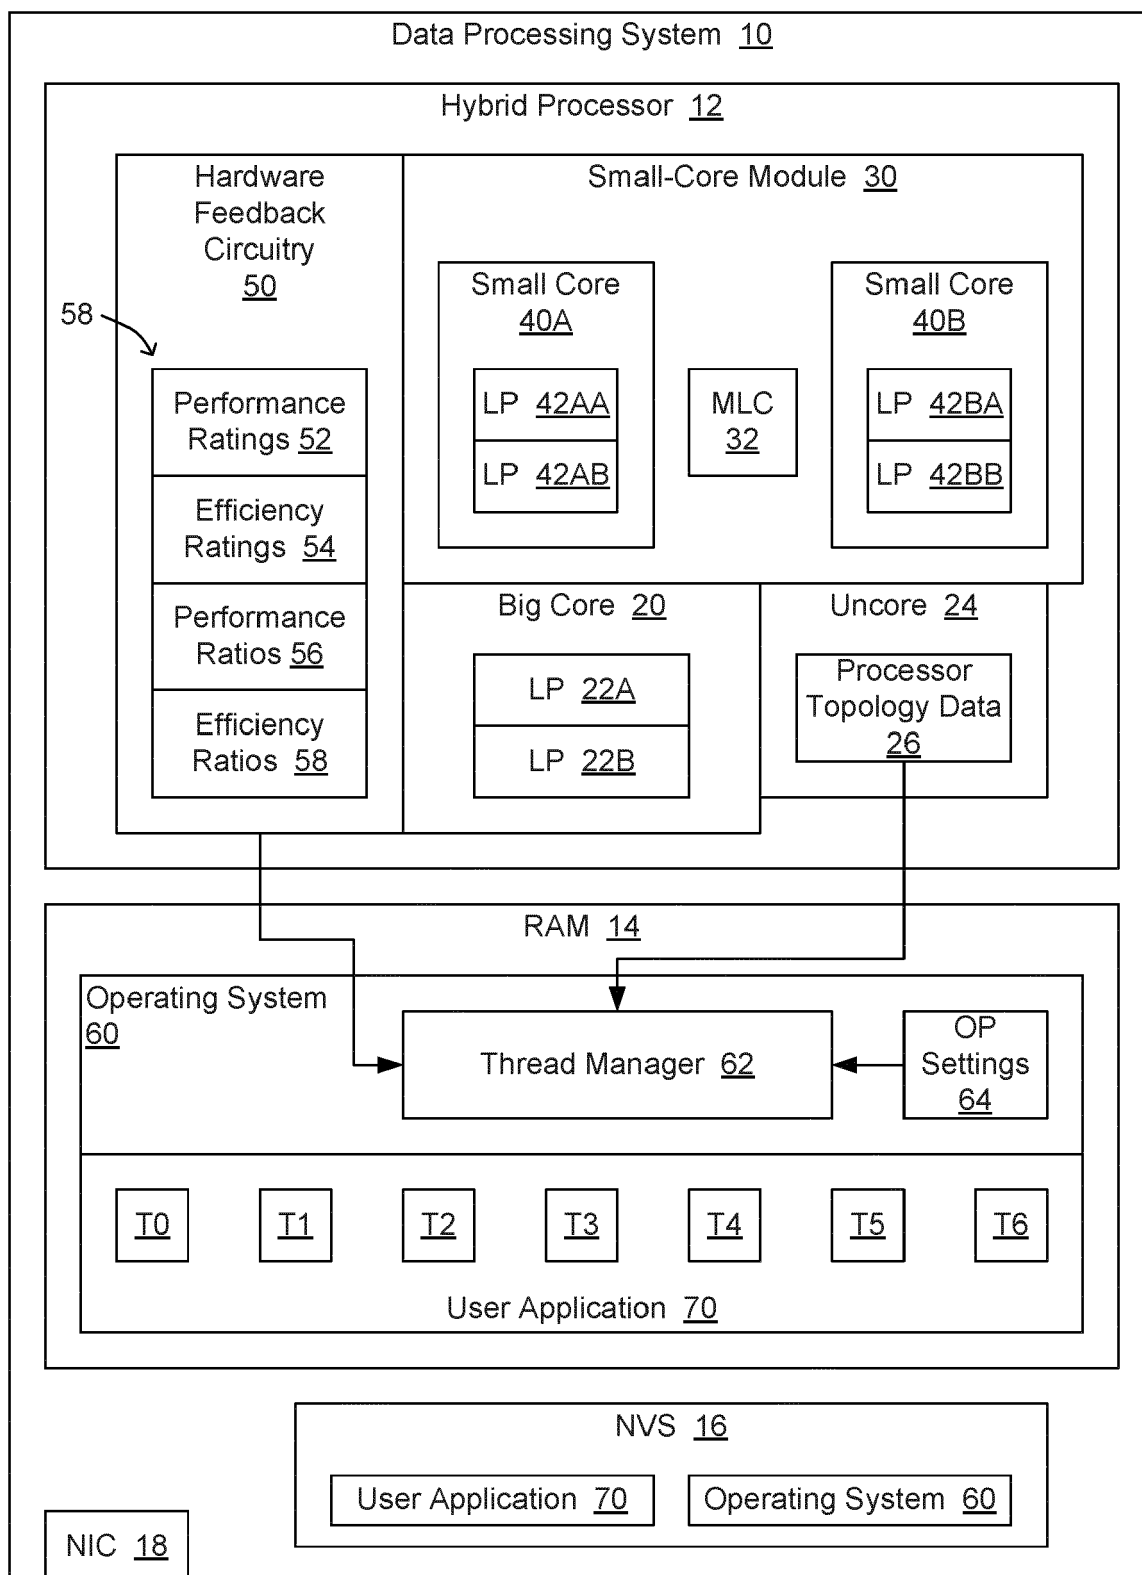 Data Processing System 10
Hybrid Processor 12
Hardware
Feedback
Circuitry
50
58
Performance
Ratings 52
Efficiency
Ratings 54
Performance
Ratios 56
Efficiency
Ratios 58
Small-Core Module 30
Small Core
40A
LP 42AA
LP 42AB
MLC
32
Small Core
40B
LP 42BA
LP 42BB
Big Core 20
LP 22A
LP 22B
Uncore 24
Processor
Topology Data
26
RAM 14
Operating System
60
Thread Manager 62
OP
Settings
64
T0 T1 T2 T3 T4 T5 T6
User Application 70
NVS 16
User Application 70
Operating System 60
NIC 18